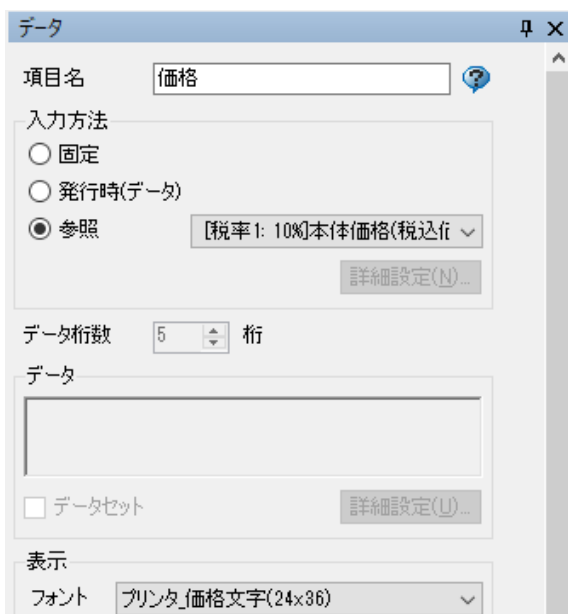 データ
項目名 価格
入力方法
固定
発行時(データ)
参照 [税率1: 10%]本体価格(税込
詳細設定(N)...
データ桁数 5 桁
データ
データセット 詳細設定(U)...
表示
フォント プリンタ_価格文字(24x36)